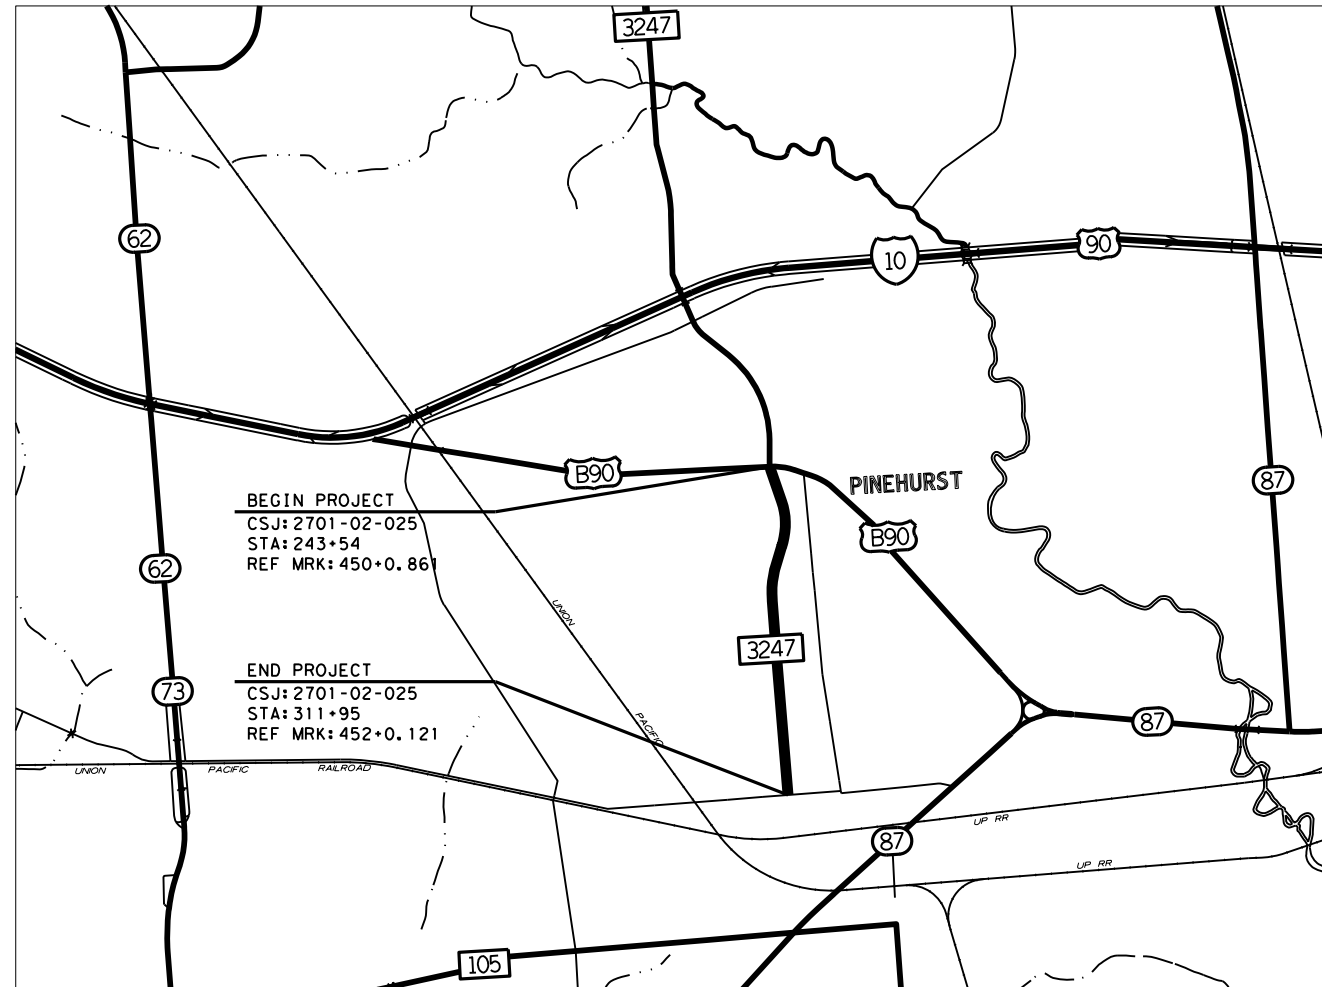 3247
62
10
90
B90
PINEHURST
87
BEGIN PROJECT
CSJ:2701-02-025
STA:243+54
REF MRK:450+0.861
B90
62
UNION
3247
END PROJECT
CSJ:2701-02-025
STA:311+95
REF MRK:452+0.121
73
PACIFIC
87
UNION PACIFIC RAILROAD
UP RR
87
UP RR
105